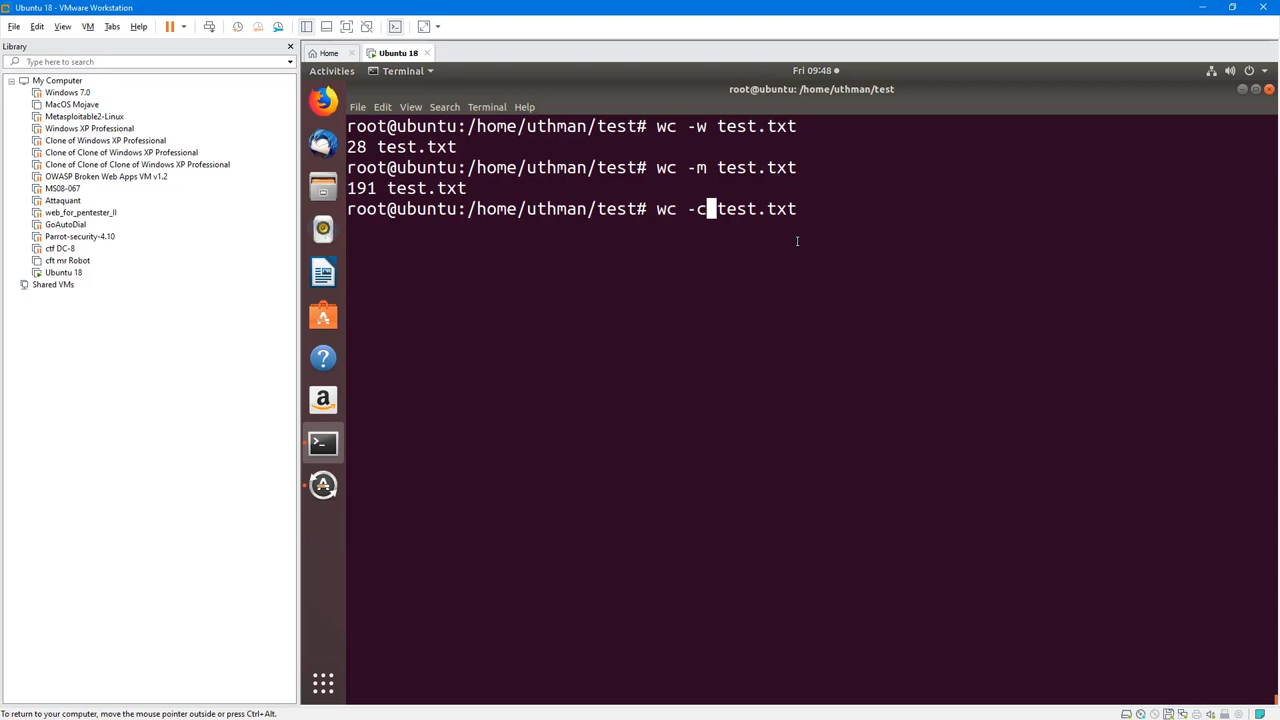 Ubuntu 18 - VMware Workstation
File Edit View VM Tabs Help
Library
Type here to search
My Computer
Windows 7.0
MacOS Mojave
Metasploitable2-Linux
Windows XP Professional
Clone of Windows XP Professional
Clone of Clone of Windows XP Professional
Clone of Clone of Clone of Windows XP Professional
OWASP Broken Web Apps VM v1.2
MS08-067
Attaquant
web_for_pentester_II
GoAutoDial
Parrot-security-4.10
ctf DC-8
cft mr Robot
Ubuntu 18
Shared VMs
Home
Ubuntu 18
Activities Terminal Fri 09:48
root@ubuntu: /home/uthman/test
File Edit View Search Terminal Help
root@ubuntu:/home/uthman/test# wc -w test.txt
28 test.txt
root@ubuntu:/home/uthman/test# wc -m test.txt
191 test.txt
root@ubuntu:/home/uthman/test# wc -c test.txt
To return to your computer, move the mouse pointer outside or press Ctrl+Alt.